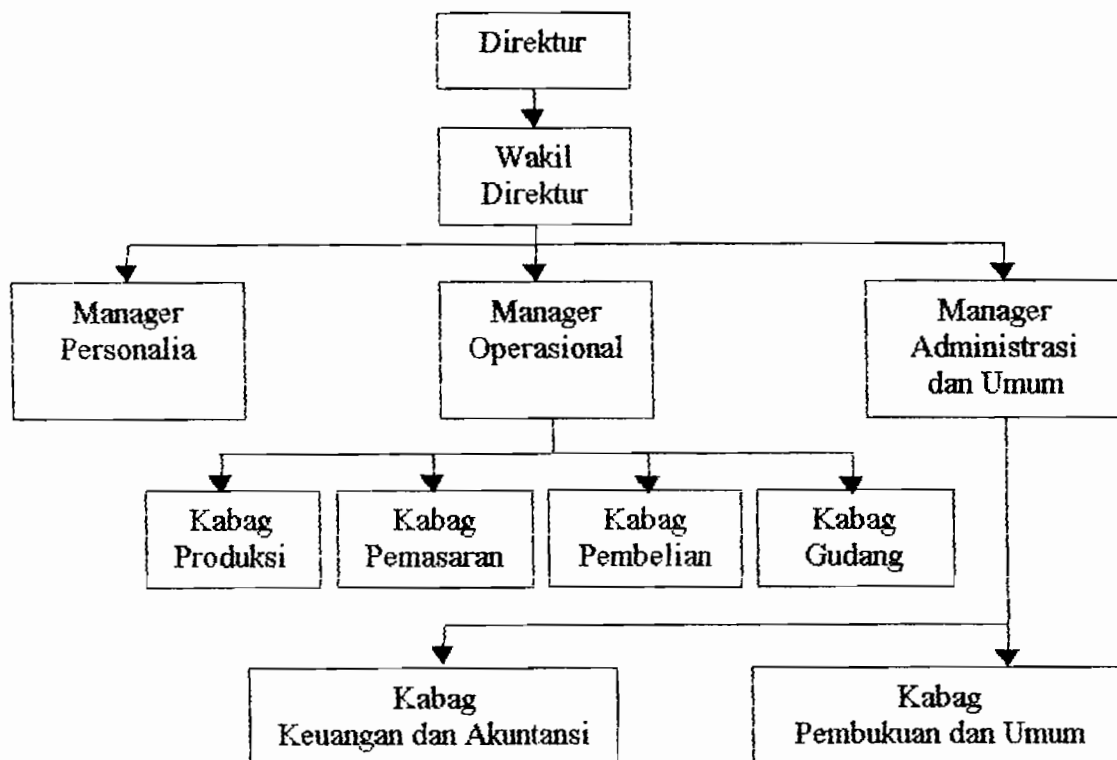 Direktur
Wakil
Direktur
Manager
Personalia
Manager
Operasional
Manager
Administrasi
dan Umum
Kabag
Produksi
Kabag
Pemasaran
Kabag
Pembelian
Kabag
Gudang
Kabag
Keuangan dan Akuntansi
Kabag
Pembukuan dan Umum